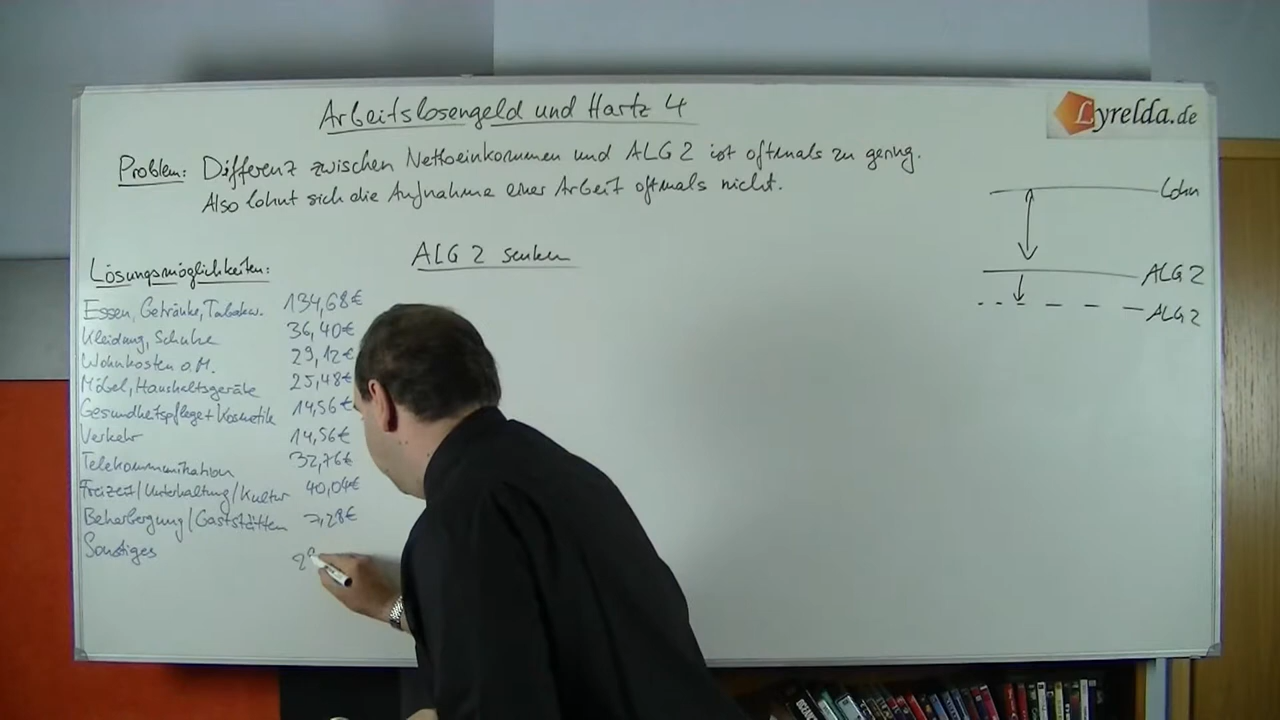 Arbeitslosengeld und Hartz 4
Lyrelda.de
Problem: Differenz zwischen Nettoeinkommen und ALG 2 ist oftmals zu gering.
Also lohnt sich die Aufnahme einer Arbeit oftmals nicht.
Lohn
ALG 2
ALG 2
ALG 2 senken
Lösungsmöglichkeiten:
Essen, Getränke, Tabakw. 134,68€
Kleidung, Schuhe 36,40€
Wohnkosten o.M. 29,12€
Möbel, Haushaltsgeräte 25,48€
Gesundheitspflege + Kosmetik 14,56€
Verkehr 14,56€
Telekommunikation 32,76€
Freizeit/Unterhaltung/Kultur 40,04€
Beherbergung/Gaststätten 7,28€
Sonstiges